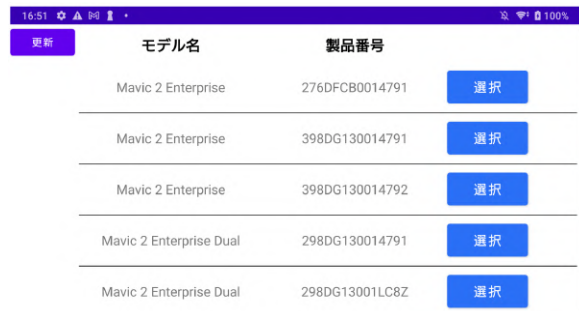 16:51 100%
更新 モデル名 製品番号
Mavic 2 Enterprise 276DFCB0014791 選択
Mavic 2 Enterprise 398DG130014791 選択
Mavic 2 Enterprise 398DG130014792 選択
Mavic 2 Enterprise Dual 298DG130014791 選択
Mavic 2 Enterprise Dual 298DG13001LC8Z 選択